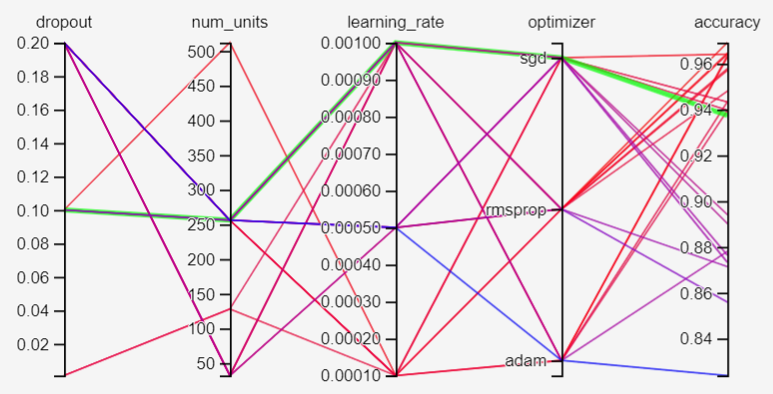 dropout num_units learning_rate optimizer accuracy
0.20 500 0.00100 sgd 0.96
0.18 450 0.00090 0.94
0.16 400 0.00080 0.92
0.14 350 0.00070 0.90
0.12 300 0.00060 rmsprop 0.88
0.10 250 0.00050 0.86
0.08 200 0.00040 0.84
0.06 150 0.00030
0.04 100 0.00020 adam
0.02 50 0.00010